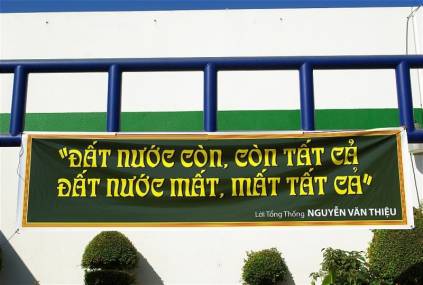 "ĐẤT NƯỚC CÒN, CÒN TẤT CẢ
ĐẤT NƯỚC MẤT, MẤT TẤT CẢ"
Lời Tổng Thống NGUYỄN VĂN THIỆU